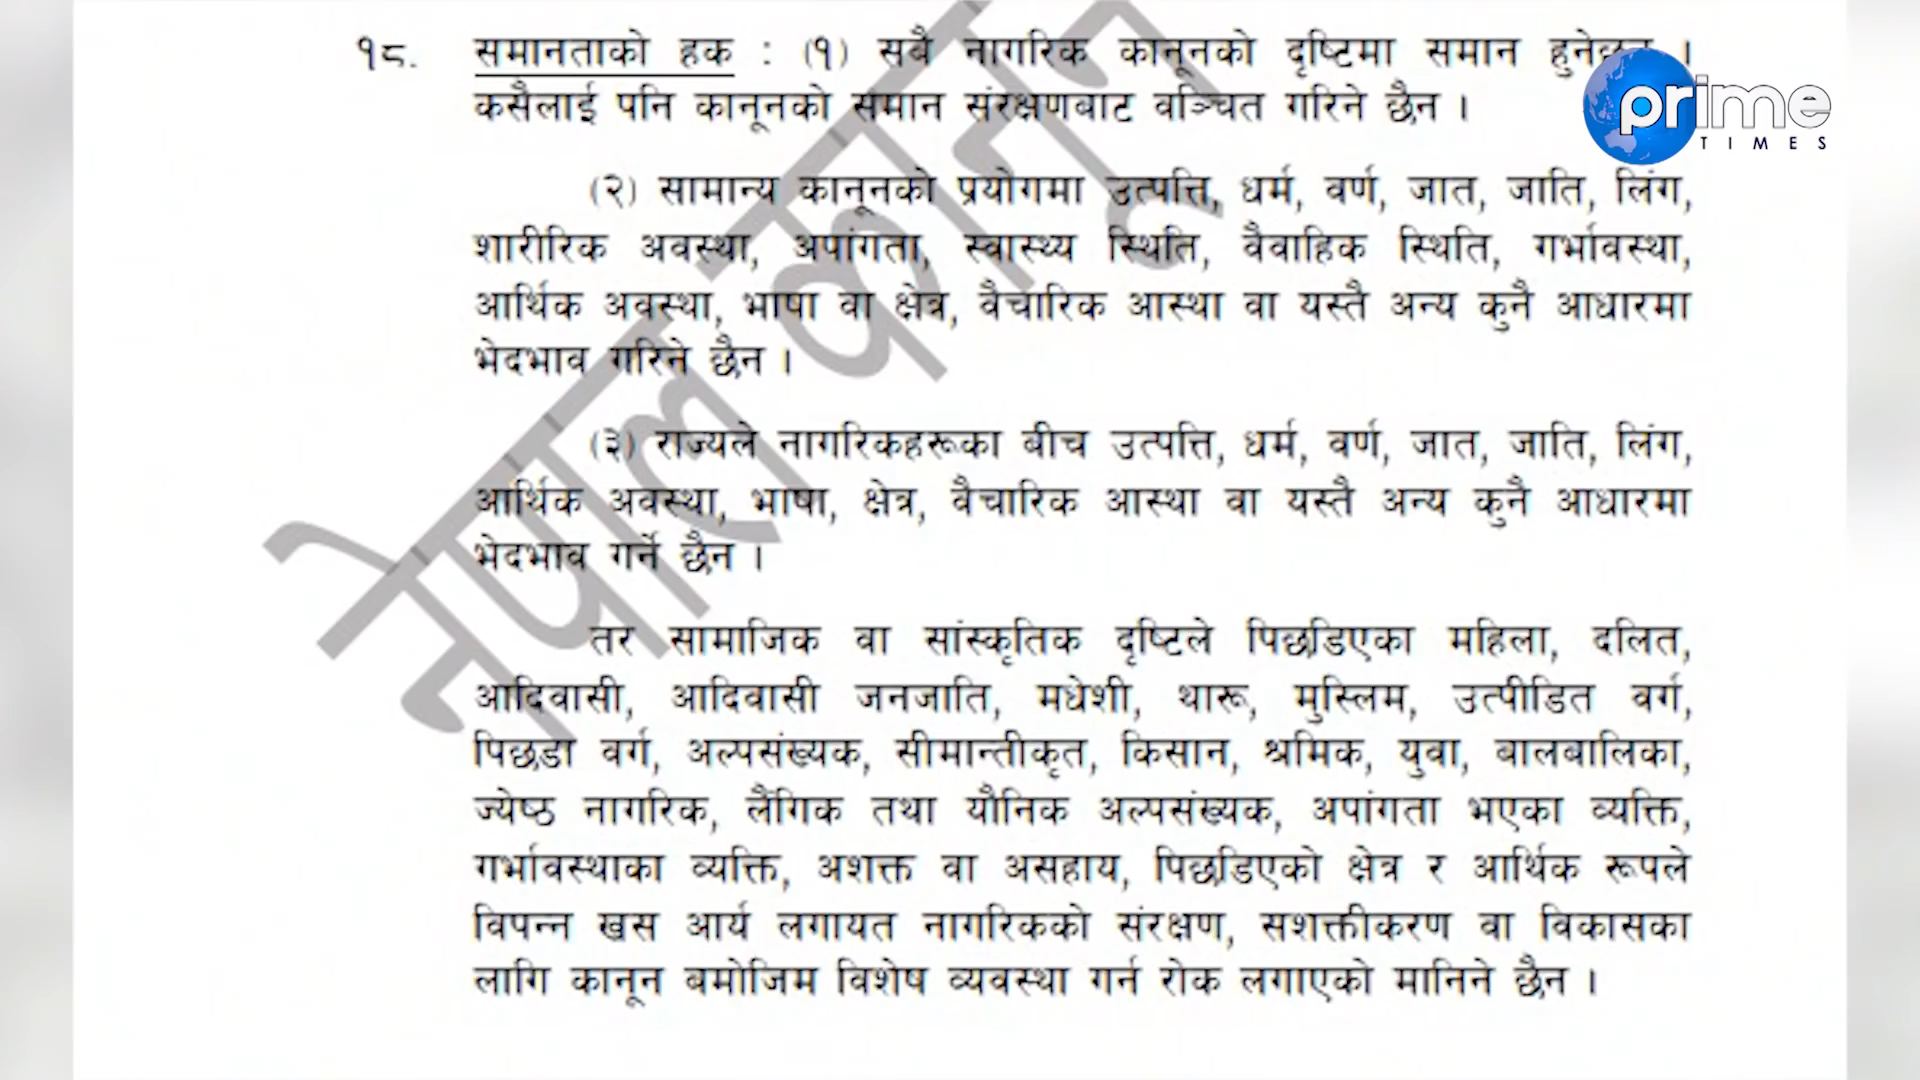 १८. समानताको हक : (१) सबै नागरिक कानूनको दृष्टिमा समान हुनेछन् ।
कसैलाई पनि कानूनको समान संरक्षणबाट वञ्चित गरिने छैन ।
(२) सामान्य कानूनको प्रयोगमा उत्पत्ति, धर्म, वर्ण, जात, जाति, लिंग,
शारीरिक अवस्था, अपांगता, स्वास्थ्य स्थिति, वैवाहिक स्थिति, गर्भावस्था,
आर्थिक अवस्था, भाषा वा क्षेत्र, वैचारिक आस्था वा यस्तै अन्य कुनै आधारमा
भेदभाव गरिने छैन ।
(३) राज्यले नागरिकहरूका बीच उत्पत्ति, धर्म, वर्ण, जात, जाति, लिंग,
आर्थिक अवस्था, भाषा, क्षेत्र, वैचारिक आस्था वा यस्तै अन्य कुनै आधारमा
भेदभाव गर्ने छैन ।
तर सामाजिक वा सांस्कृतिक दृष्टिले पिछडिएका महिला, दलित,
आदिवासी, आदिवासी जनजाति, मधेशी, थारू, मुस्लिम, उत्पीडित वर्ग,
पिछडा वर्ग, अल्पसंख्यक, सीमान्तीकृत, किसान, श्रमिक, युवा, बालबालिका,
ज्येष्ठ नागरिक, लैंगिक तथा यौनिक अल्पसंख्यक, अपांगता भएका व्यक्ति,
गर्भावस्थाका व्यक्ति, अशक्त वा असहाय, पिछडिएको क्षेत्र र आर्थिक रूपले
विपन्न खस आर्य लगायत नागरिकको संरक्षण, सशक्तीकरण वा विकासका
लागि कानून बमोजिम विशेष व्यवस्था गर्न रोक लगाएको मानिने छैन ।
नेपाल कानून
prime
TIMES